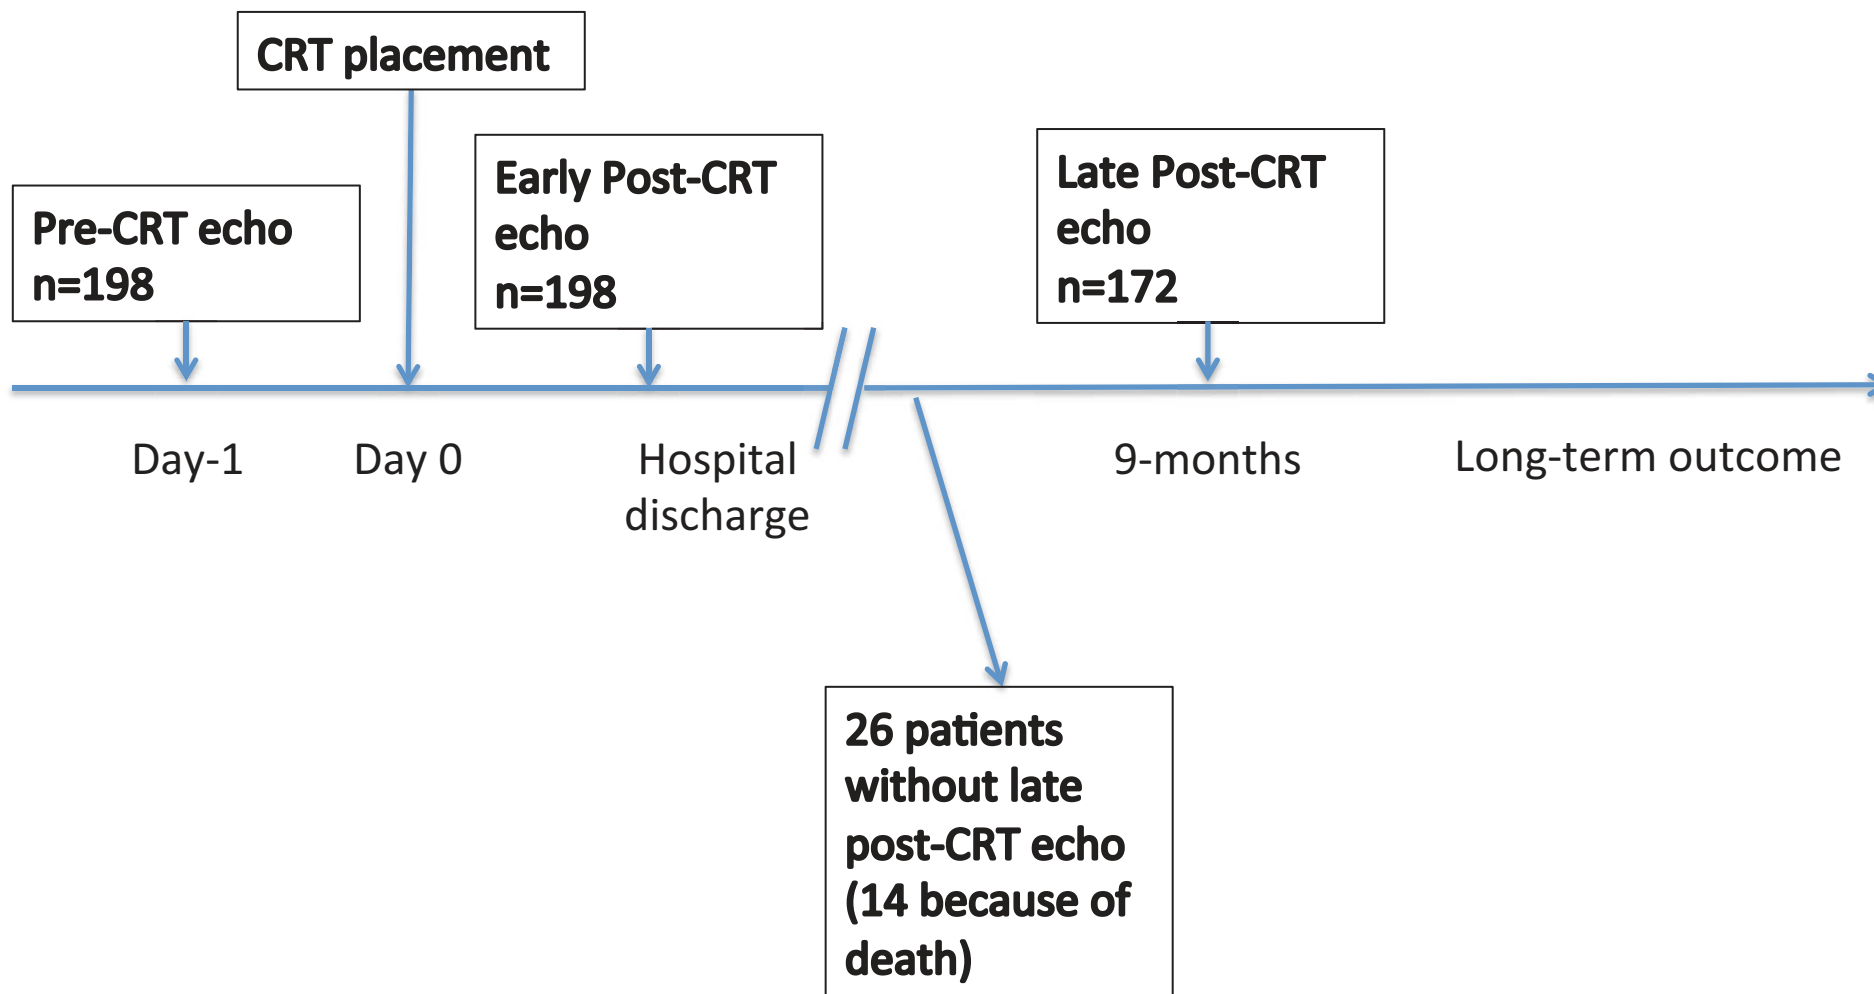 CRT placement
Pre-CRT echo
n=198
Early Post-CRT
echo
n=198
Late Post-CRT
echo
n=172
Day-1
Day 0
Hospital
discharge
9-months
Long-term outcome
26 patients
without late
post-CRT echo
(14 because of
death)